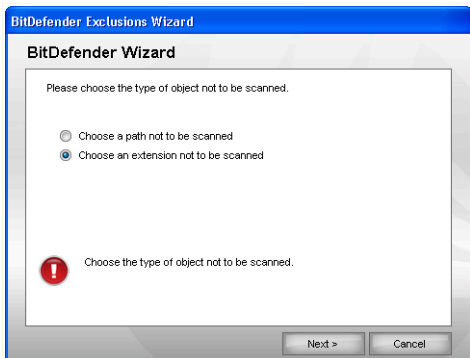 BitDefender Exclusions Wizard
BitDefender Wizard
Please choose the type of object not to be scanned.
Choose a path not to be scanned
Choose an extension not to be scanned
Choose the type of object not to be scanned.
Next >
Cancel